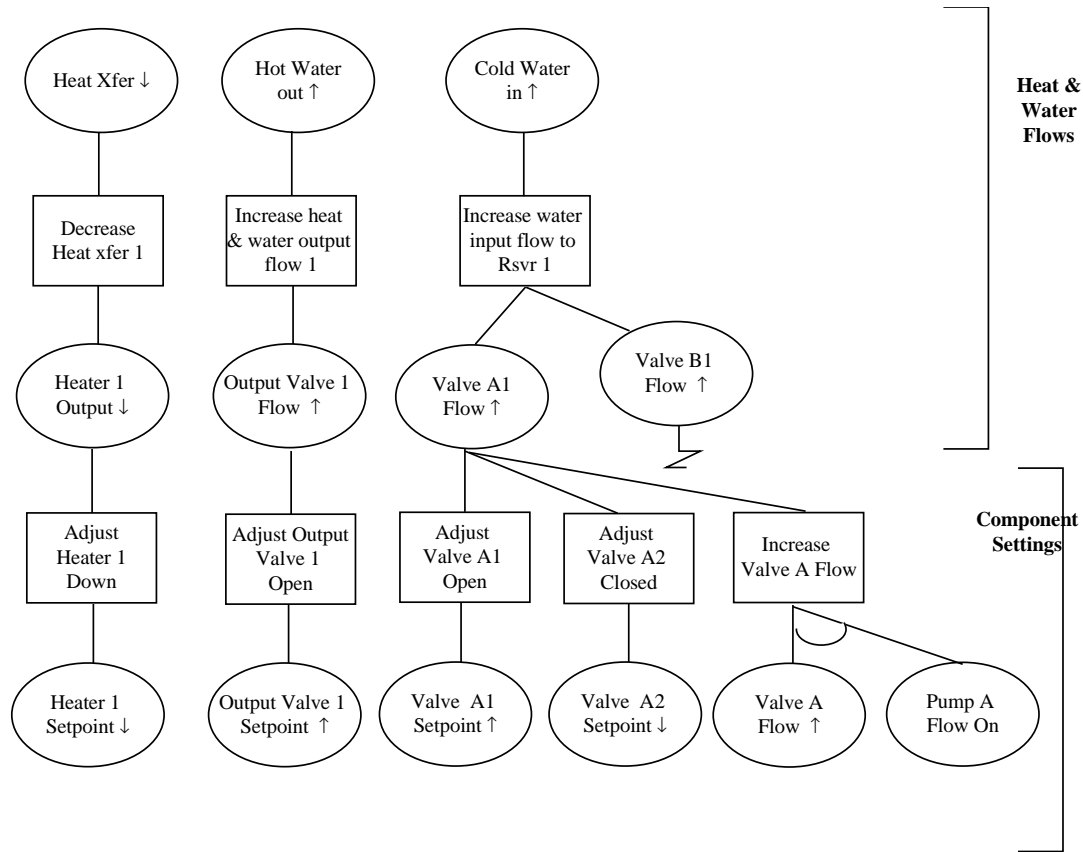 Heat Xfer ↓
Hot Water
out ↑
Cold Water
in ↑
Heat &
Water
Flows
Decrease
Heat xfer 1
Increase heat
& water output
flow 1
Increase water
input flow to
Rsvr 1
Heater 1
Output ↓
Output Valve 1
Flow ↑
Valve A1
Flow ↑
Valve B1
Flow ↑
Component
Settings
Adjust
Heater 1
Down
Adjust Output
Valve 1
Open
Adjust
Valve A1
Open
Adjust
Valve A2
Closed
Increase
Valve A Flow
Heater 1
Setpoint ↓
Output Valve 1
Setpoint ↑
Valve A1
Setpoint ↑
Valve A2
Setpoint ↓
Valve A
Flow ↑
Pump A
Flow On